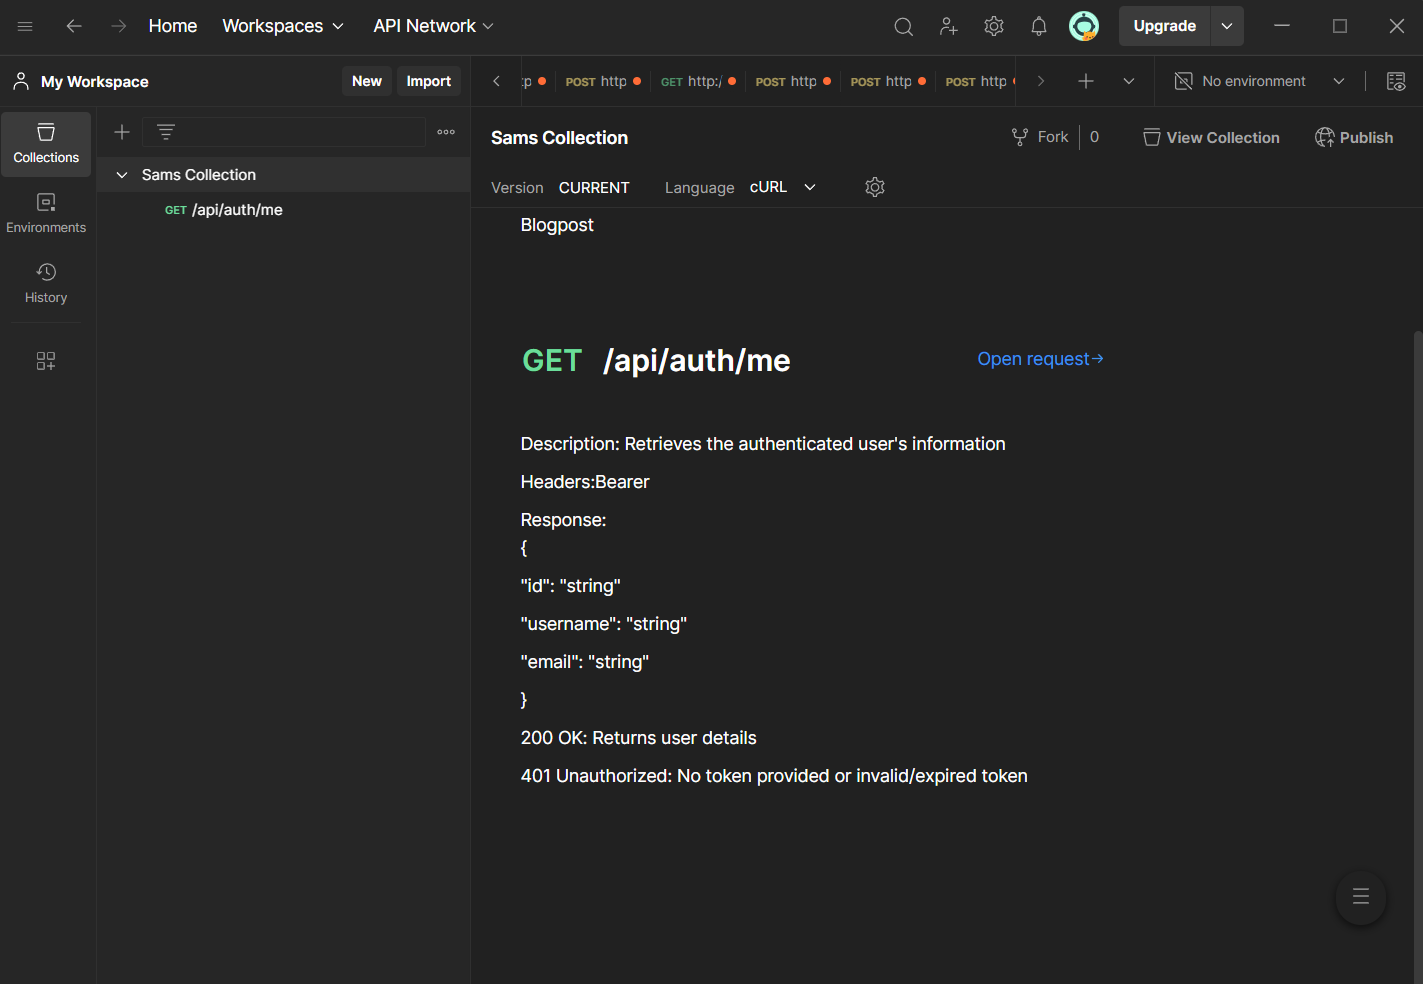 Home Workspaces API Network Upgrade
My Workspace New Import
POST http GET http:/ POST http POST http POST http No environment
Collections
Environments
History
Sams Collection
GET /api/auth/me
Sams Collection Fork 0 View Collection Publish
Version CURRENT Language cURL
Blogpost
GET /api/auth/me Open request→
Description: Retrieves the authenticated user's information
Headers:Bearer
Response:
{
"id": "string"
"username": "string"
"email": "string"
}
200 OK: Returns user details
401 Unauthorized: No token provided or invalid/expired token